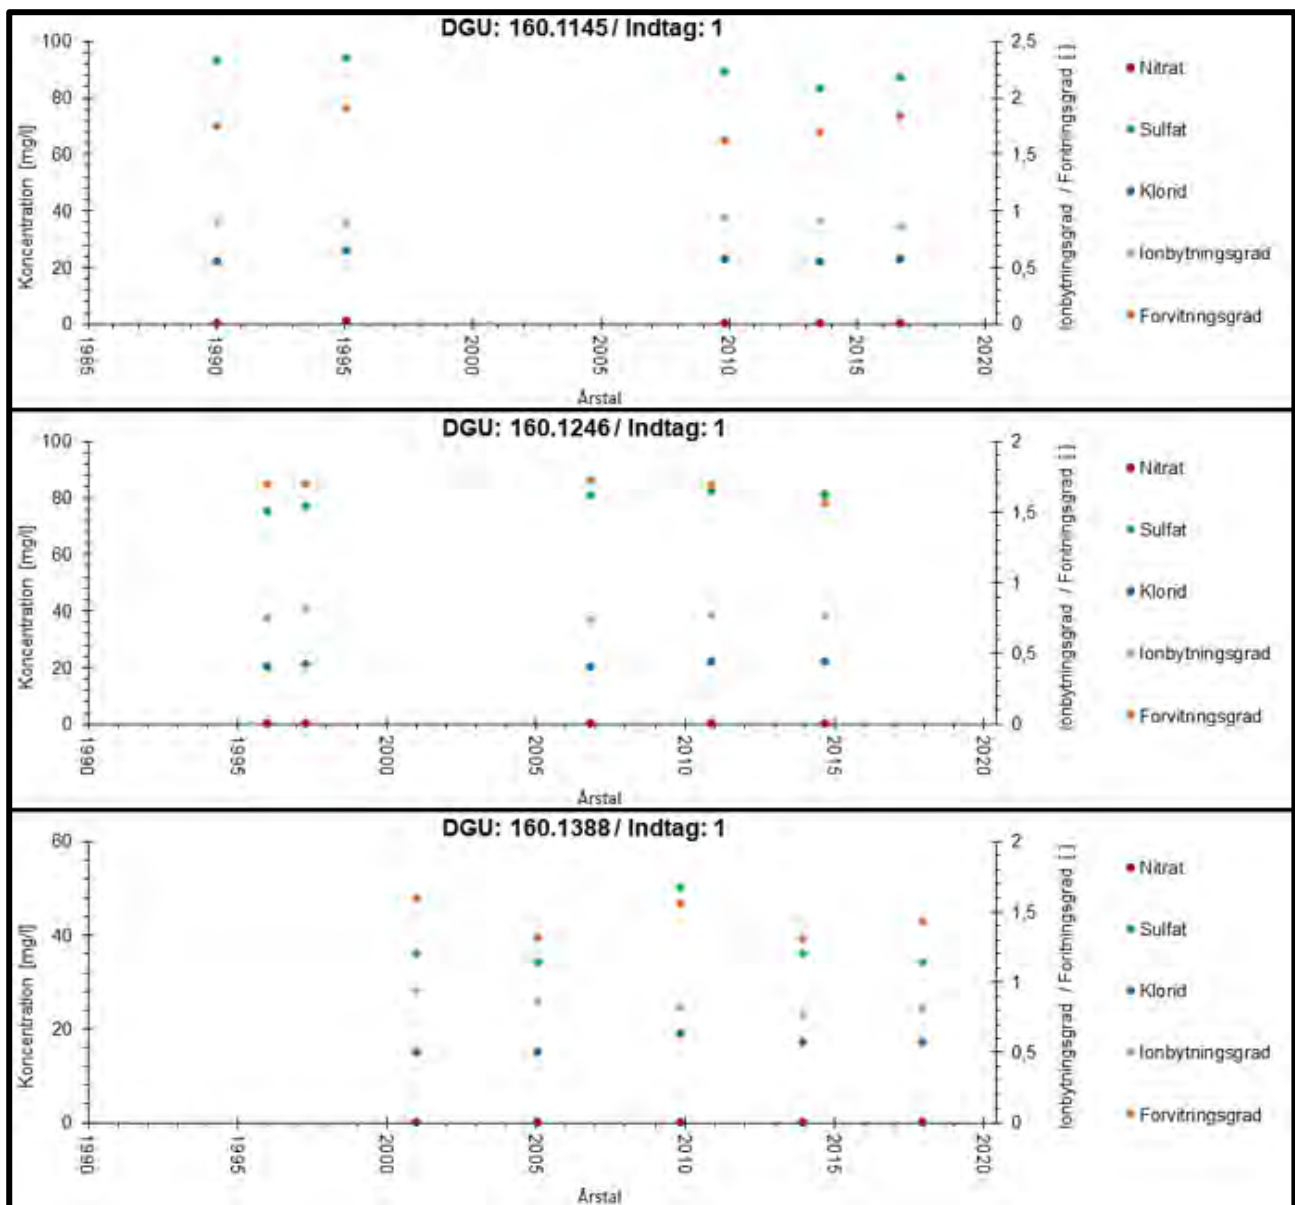 DGU: 160.1145 / Indtag: 1
Koncentration [mg/l]
100
80
60
40
20
0
2,5
2
1,5
1
0,5
0
Ionbytningsgrad / Forvitringsgrad [ ]
1985
1990
1995
2000
2005
2010
2015
2020
Årstal
Nitrat
Sulfat
Klorid
Ionbytningsgrad
Forvitringsgrad
DGU: 160.1246 / Indtag: 1
Koncentration [mg/l]
100
80
60
40
20
0
2
1,5
1
0,5
0
Ionbytningsgrad / Forvitringsgrad [ ]
1990
1995
2000
2005
2010
2015
2020
Årstal
Nitrat
Sulfat
Klorid
Ionbytningsgrad
Forvitringsgrad
DGU: 160.1388 / Indtag: 1
Koncentration [mg/l]
60
40
20
0
2
1,5
1
0,5
0
Ionbytningsgrad / Forvitringsgrad [ ]
1990
1995
2000
2005
2010
2015
2020
Årstal
Nitrat
Sulfat
Klorid
Ionbytningsgrad
Forvitringsgrad